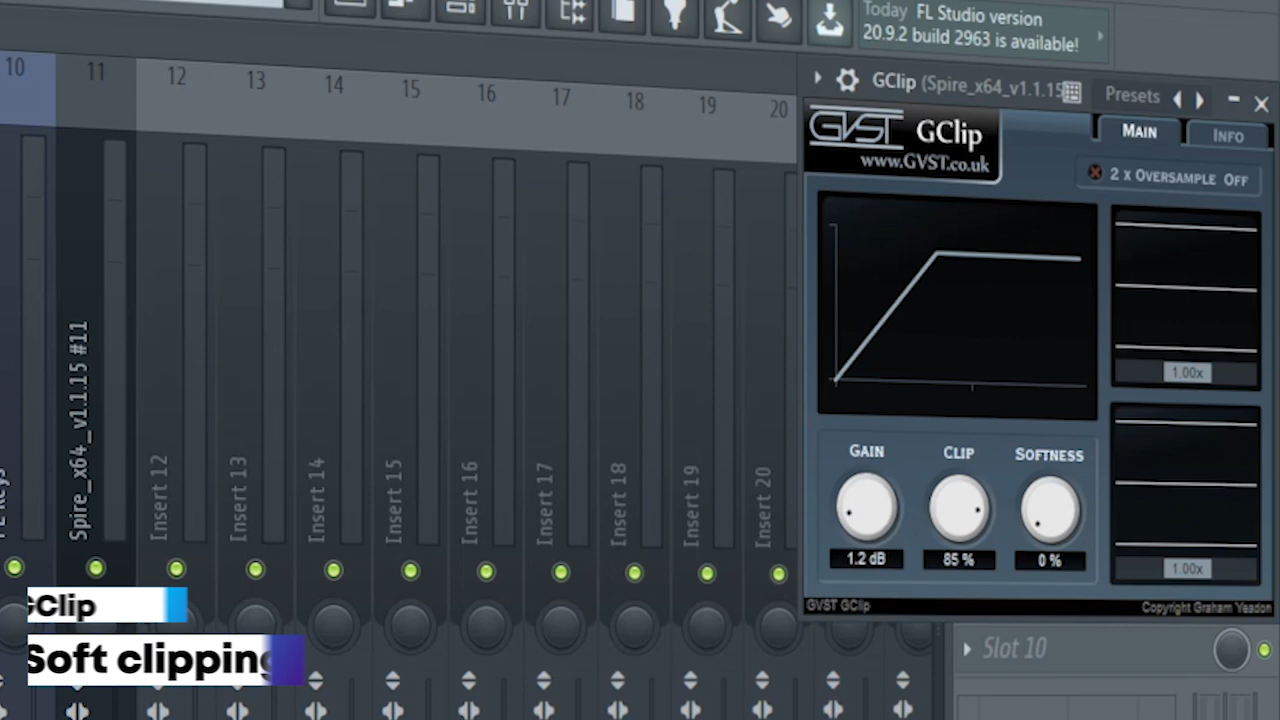 Today FL Studio version
20.9.2 build 2963 is available!
10
11
12
13
14
15
16
17
18
19
20
GClip (Spire_x64_v1.1.15
Presets
GVST
GClip
www.GVST.co.uk
MAIN
INFO
2 x OVERSAMPLE OFF
1.00x
1.00x
GAIN
CLIP
SOFTNESS
1.2 dB
85 %
0 %
GVST GClip
Copyright Graham Yeadon
Spire_x64_v1.1.15 #11
Insert 12
Insert 13
Insert 14
Insert 15
Insert 16
Insert 17
Insert 18
Insert 19
Insert 20
Slot 10
GClip
Soft clipping